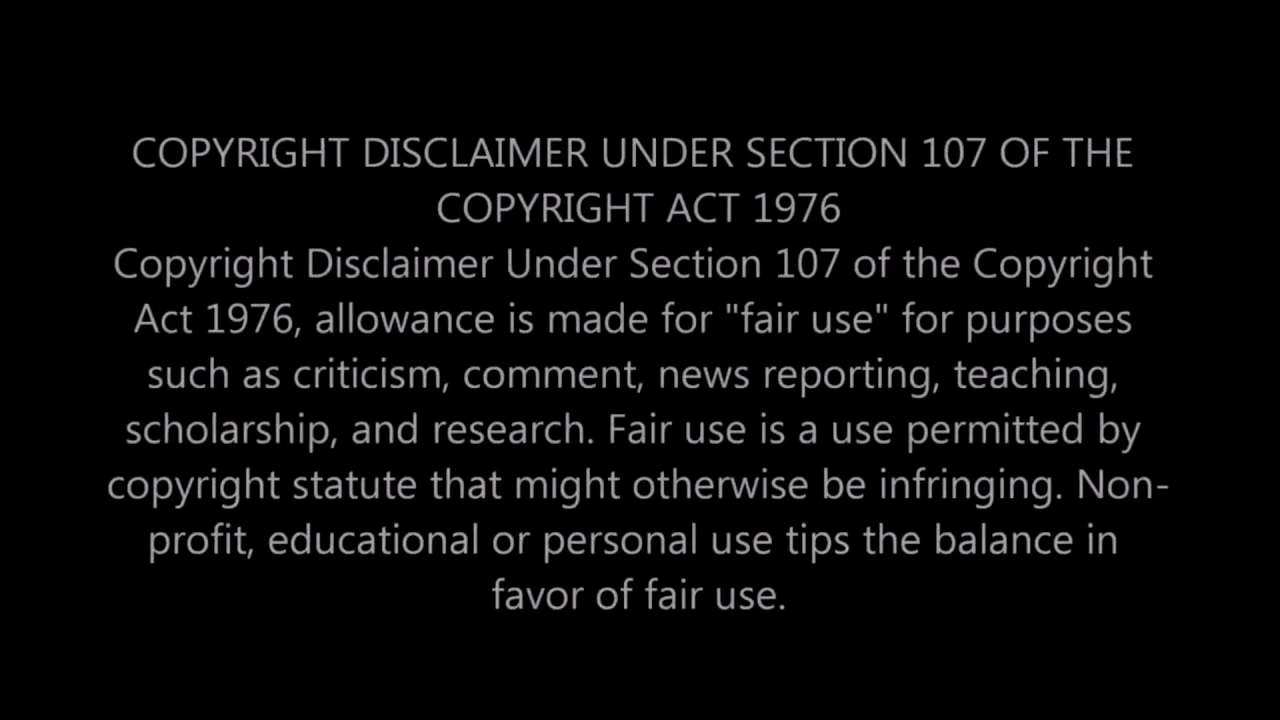 COPYRIGHT DISCLAIMER UNDER SECTION 107 OF THE
COPYRIGHT ACT 1976
Copyright Disclaimer Under Section 107 of the Copyright
Act 1976, allowance is made for "fair use" for purposes
such as criticism, comment, news reporting, teaching,
scholarship, and research. Fair use is a use permitted by
copyright statute that might otherwise be infringing. Non-
profit, educational or personal use tips the balance in
favor of fair use.